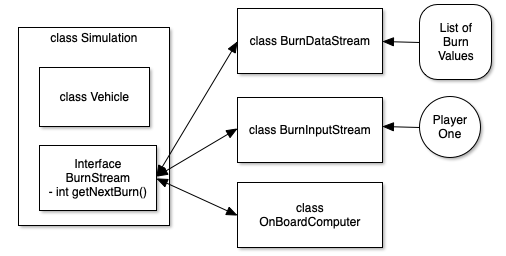 class Simulation
class Vehicle
Interface
BurnStream
- int getNextBurn()
class BurnDataStream
class BurnInputStream
class
OnBoardComputer
List of
Burn
Values
Player
One